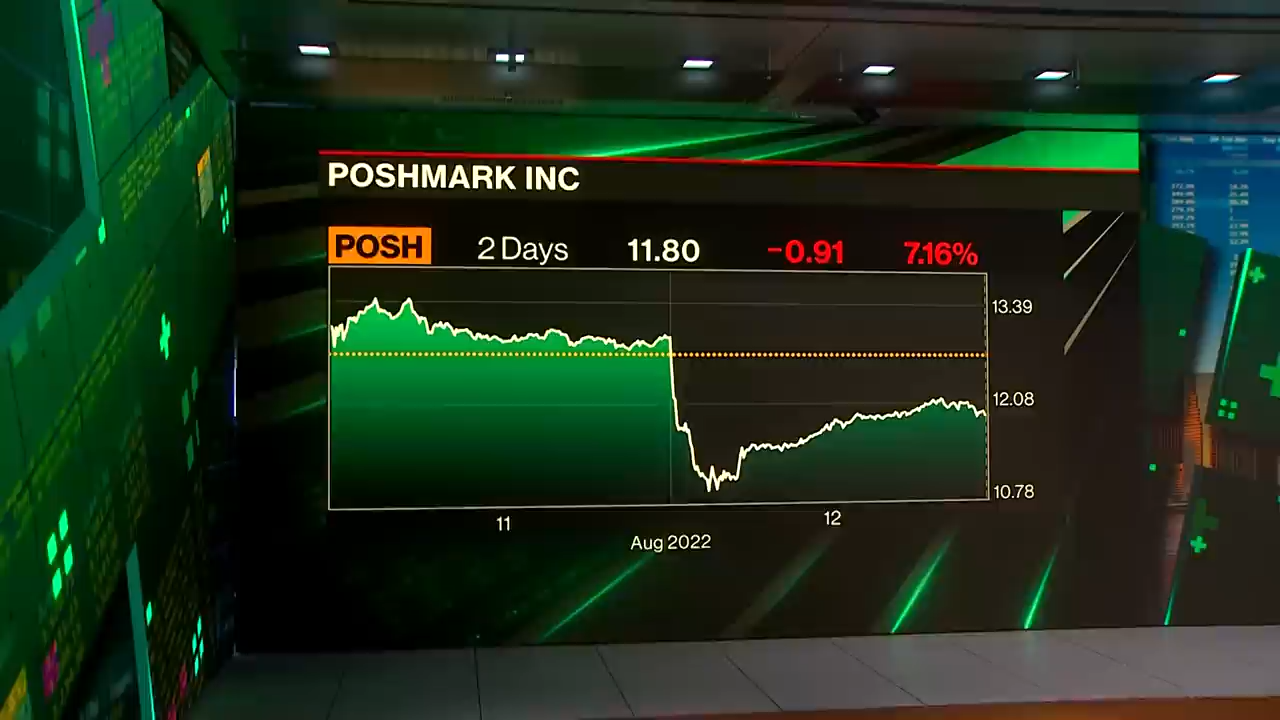 POSHMARK INC
POSH 2 Days 11.80 -0.91 7.16%
13.39
12.08
10.78
11 12
Aug 2022